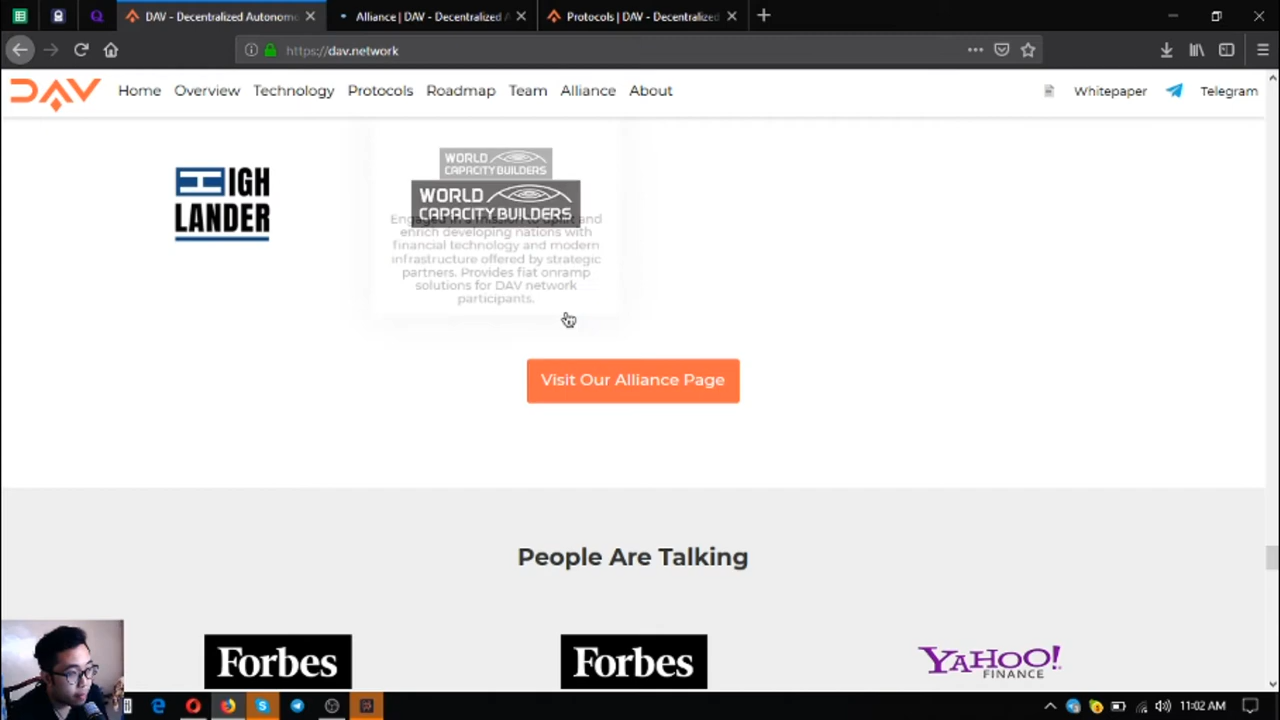 DAV - Decentralized Autonomo
Alliance | DAV - Decentralized A
Protocols | DAV - Decentralized
https://dav.network
DAV
Home
Overview
Technology
Protocols
Roadmap
Team
Alliance
About
Whitepaper
Telegram
HIGH
LANDER
WORLD
CAPACITY BUILDERS
WORLD
CAPACITY BUILDERS
and
enrich developing nations with
financial technology and modern
infrastructure offered by strategic
partners. Provides fiat onramp
solutions for DAV network
participants.
Visit Our Alliance Page
People Are Talking
Forbes
Forbes
YAHOO!
FINANCE
11:02 AM